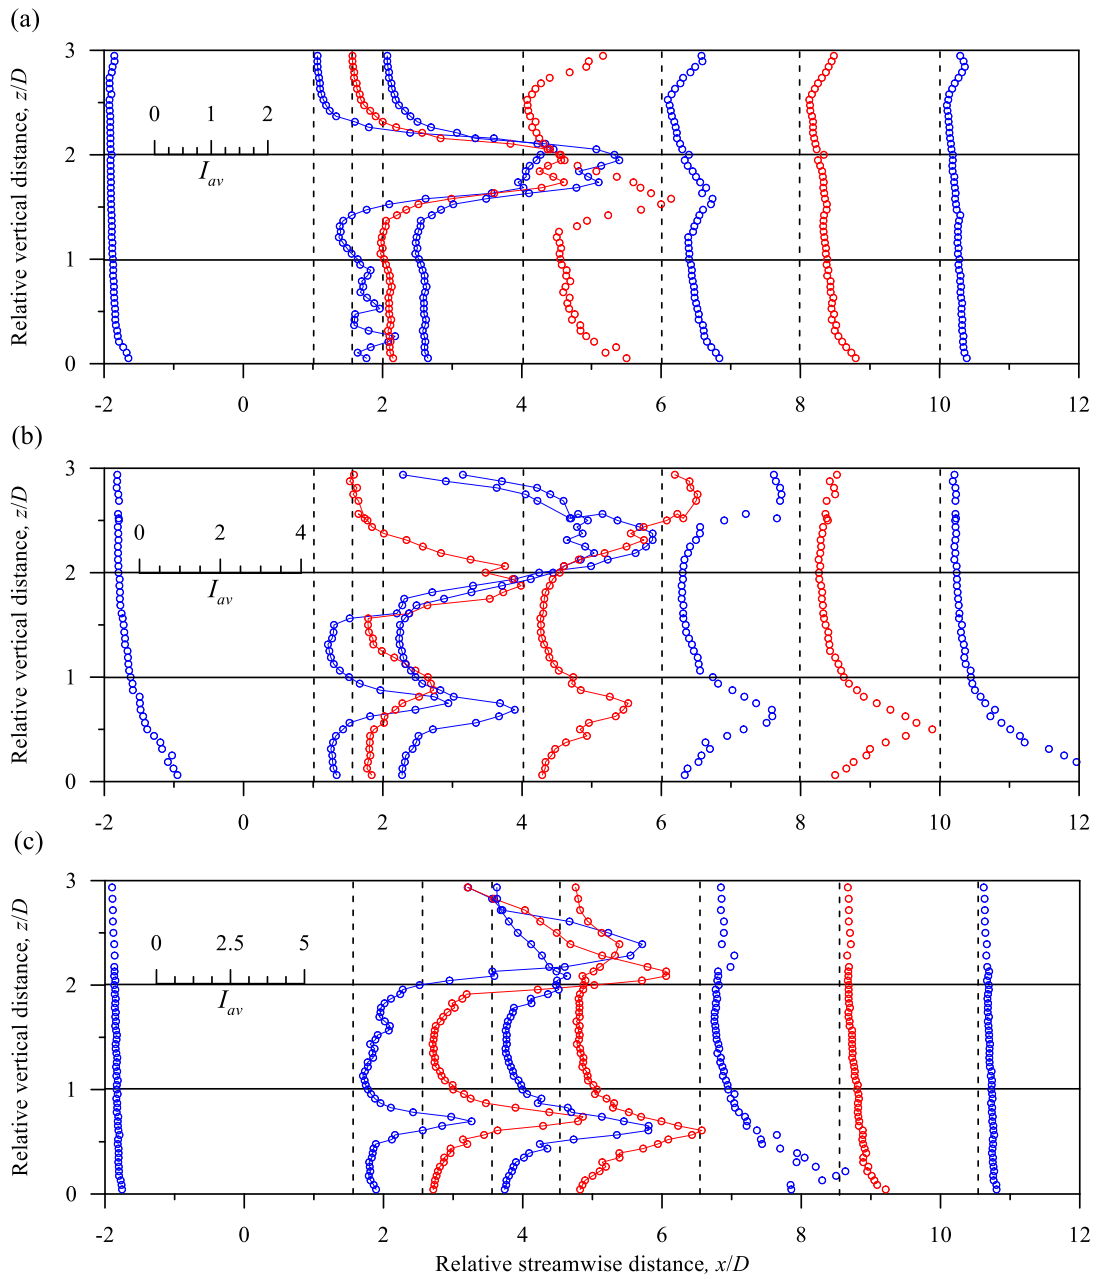 (a)
3
2
1
0
Relative vertical distance, z/D
0 1 2
I_av
-2 0 2 4 6 8 10 12
(b)
3
2
1
0
Relative vertical distance, z/D
0 2 4
I_av
-2 0 2 4 6 8 10 12
(c)
3
2
1
0
Relative vertical distance, z/D
0 2.5 5
I_av
-2 0 2 4 6 8 10 12
Relative streamwise distance, x/D